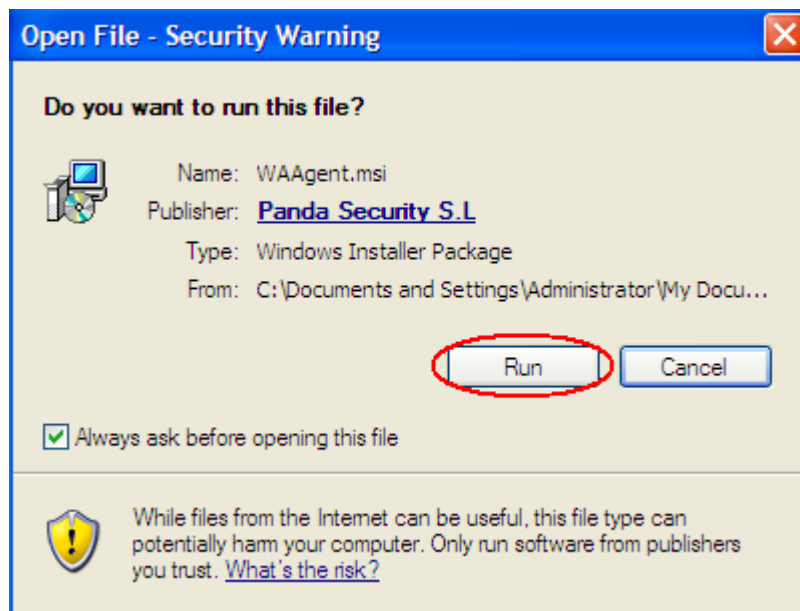 Open File - Security Warning
Do you want to run this file?
Name: WAAgent.msi
Publisher: Panda Security S.L
Type: Windows Installer Package
From: C:\Documents and Settings\Administrator\My Docu...
Run Cancel
Always ask before opening this file
While files from the Internet can be useful, this file type can
potentially harm your computer. Only run software from publishers
you trust. What's the risk?